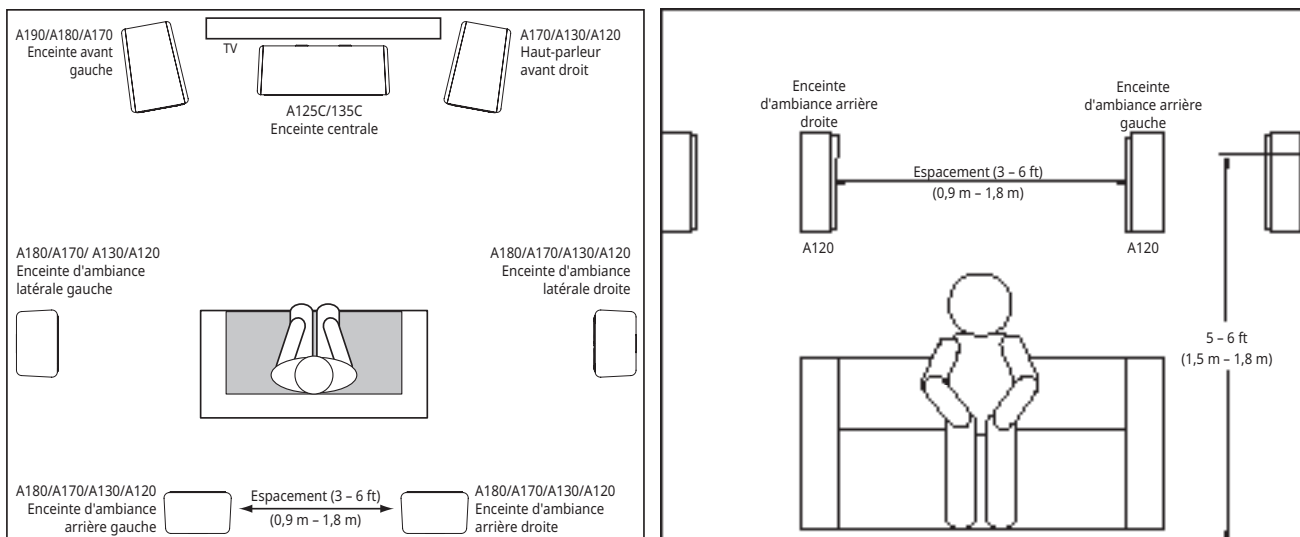 A190/A180/A170
Enceinte avant
gauche
TV
A125C/135C
Enceinte centrale
A170/A130/A120
Haut-parleur
avant droit
A180/A170/ A130/A120
Enceinte d'ambiance
latérale gauche
A180/A170/A130/A120
Enceinte d'ambiance
latérale droite
A180/A170/A130/A120
Enceinte d'ambiance
arrière gauche
Espacement (3 – 6 ft)
(0,9 m – 1,8 m)
A180/A170/A130/A120
Enceinte d'ambiance
arrière droite
Enceinte
d'ambiance arrière
droite
Enceinte
d'ambiance arrière
gauche
Espacement (3 – 6 ft)
(0,9 m – 1,8 m)
A120
A120
5 – 6 ft
(1,5 m – 1,8 m)